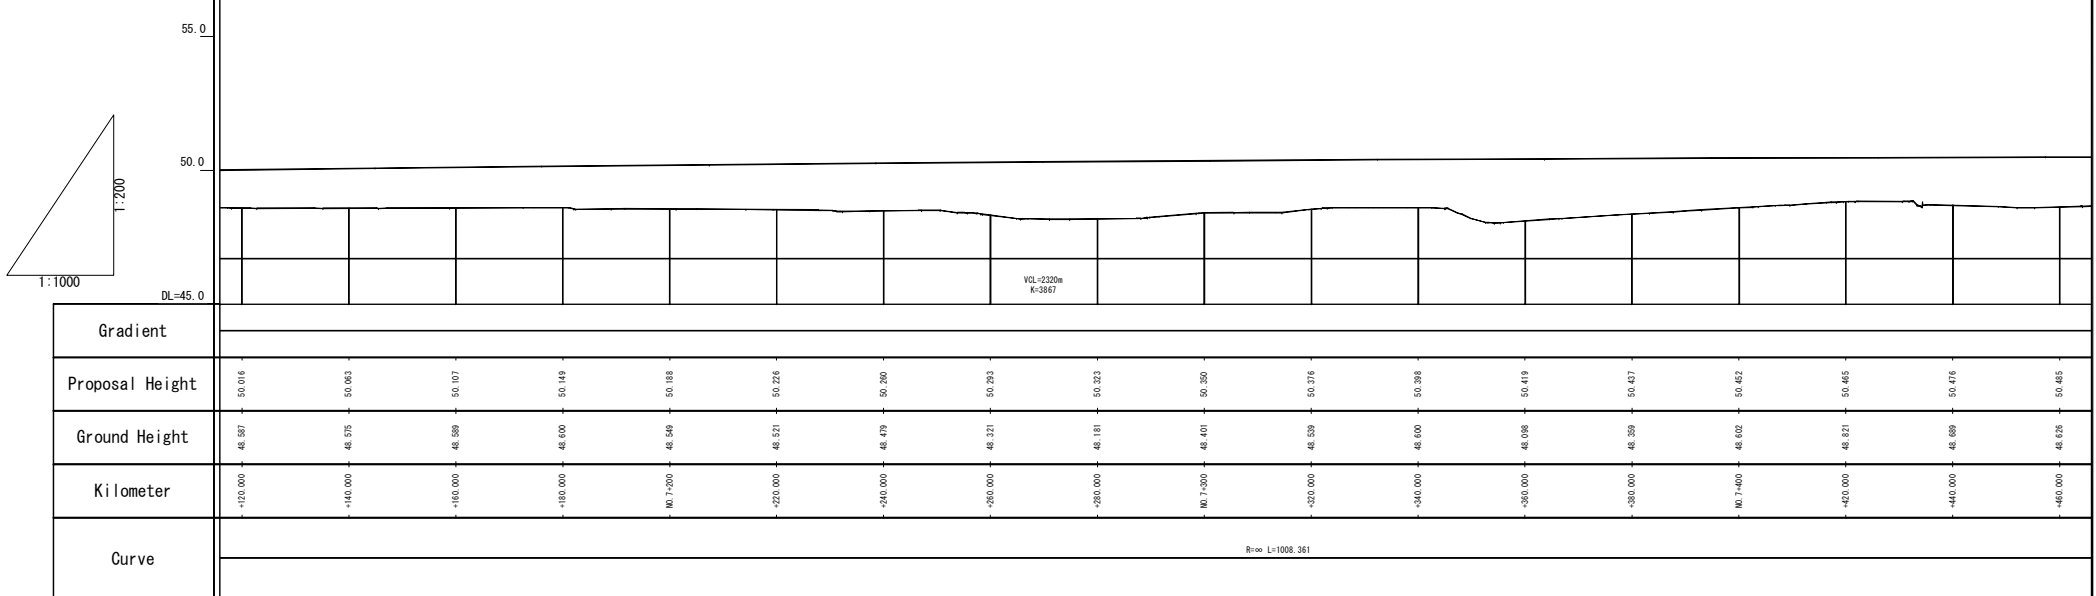 55.0
50.0
1:200
1:1000
DL=45.0
VCL=2320m
K=3867
Gradient
Proposal Height 50.016 50.063 50.107 50.149 50.188 50.226 50.260 50.293 50.323 50.350 50.376 50.398 50.419 50.437 50.452 50.465 50.476 50.485
Ground Height 48.587 48.575 48.589 48.600 48.549 48.521 48.479 48.321 48.181 48.401 48.539 48.600 48.098 48.359 48.602 48.821 48.689 48.626
Kilometer +120.000 +140.000 +160.000 +180.000 NO.7+200 +220.000 +240.000 +260.000 +280.000 NO.7+300 +320.000 +340.000 +360.000 +380.000 NO.7+400 +420.000 +440.000 +460.000
Curve R=∞ L=1008.361